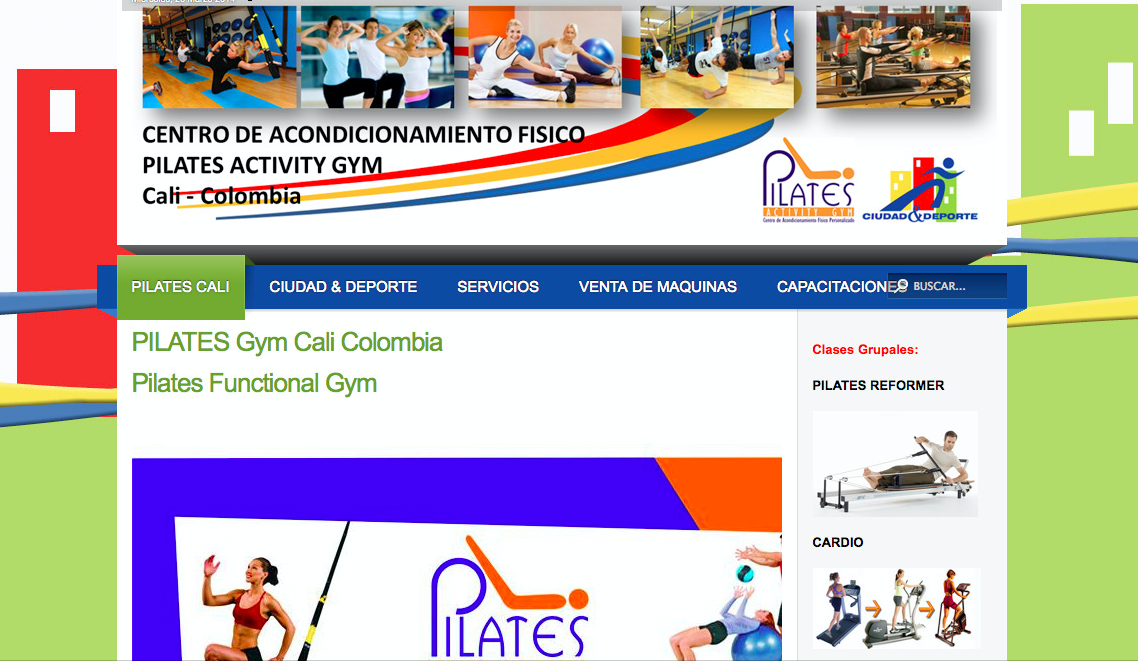 CENTRO DE ACONDICIONAMIENTO FISICO
PILATES ACTIVITY GYM
Cali - Colombia
PILATES
ACTIVITY GYM
Centro de Acondicionamiento Físico Personalizado
CIUDAD & DEPORTE
PILATES CALI
CIUDAD & DEPORTE
SERVICIOS
VENTA DE MAQUINAS
CAPACITACIONES
BUSCAR...
PILATES Gym Cali Colombia
Pilates Functional Gym
PILATES
Clases Grupales:
PILATES REFORMER
CARDIO